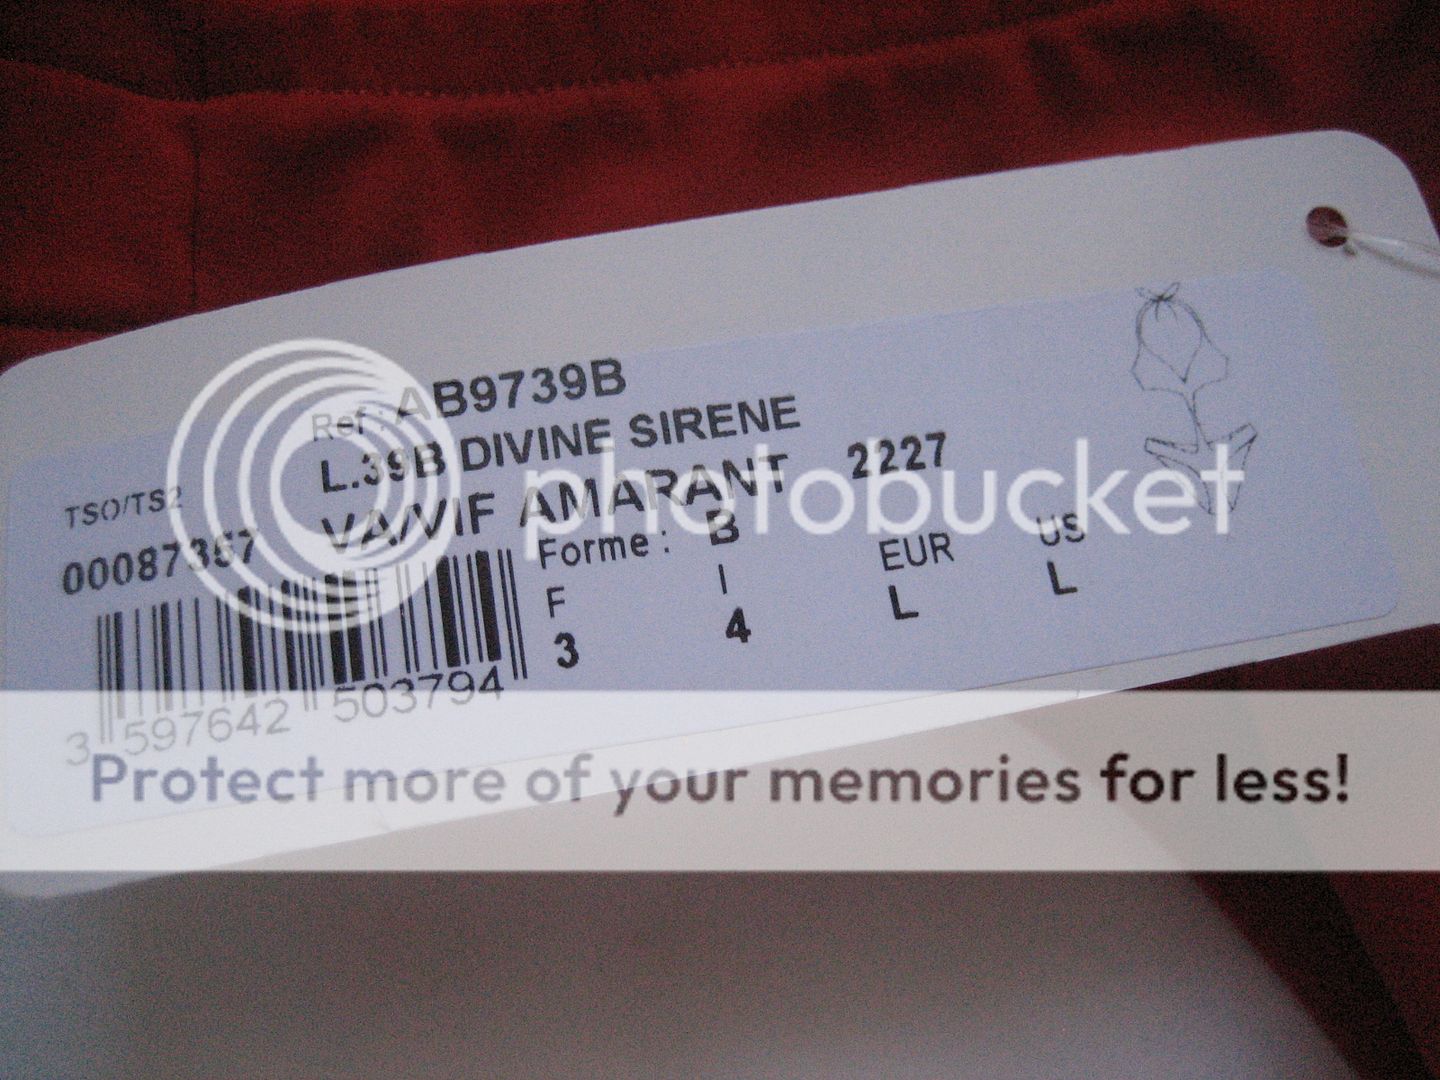 Ref : AB9739B
L.39B DIVINE SIRENE
TSO/TS2
VA/VIF AMARANT 2227
00087357
Forme : B
F I EUR US
3 4 L L
3 597642 503794
photobucket
Protect more of your memories for less!